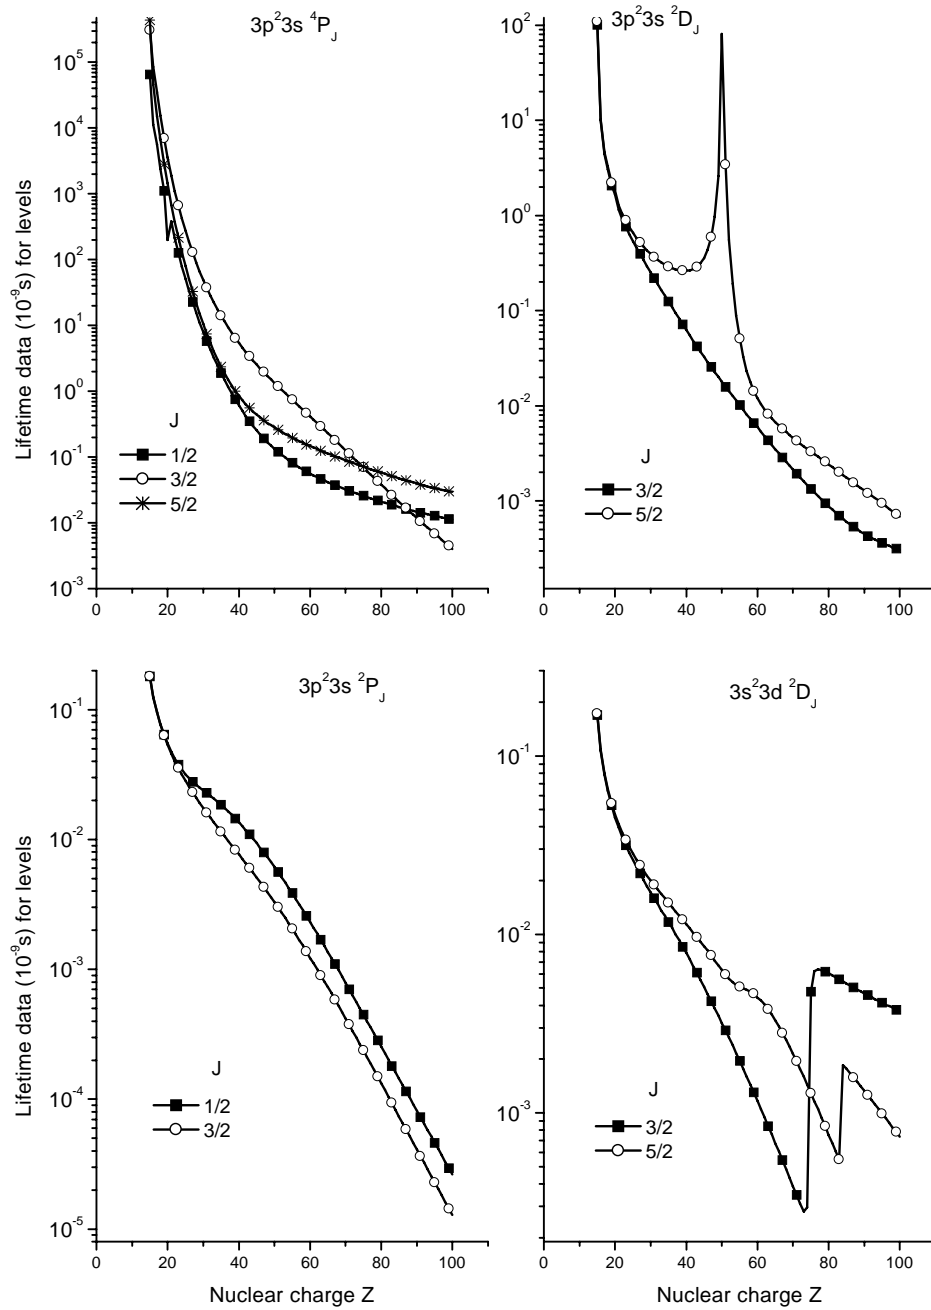 3p²3s ⁴P_J
10⁵
10⁴
10³
10²
10¹
10⁰
10⁻¹
10⁻²
10⁻³
Lifetime data (10⁻⁹s) for levels
J
1/2
3/2
5/2
0 20 40 60 80 100
3p²3s ²D_J
10²
10¹
10⁰
10⁻¹
10⁻²
10⁻³
J
3/2
5/2
0 20 40 60 80 100
3p²3s ²P_J
10⁻¹
10⁻²
10⁻³
10⁻⁴
10⁻⁵
Lifetime data (10⁻⁹s) for levels
J
1/2
3/2
0 20 40 60 80 100
Nuclear charge Z
3s²3d ²D_J
10⁻¹
10⁻²
10⁻³
J
3/2
5/2
0 20 40 60 80 100
Nuclear charge Z